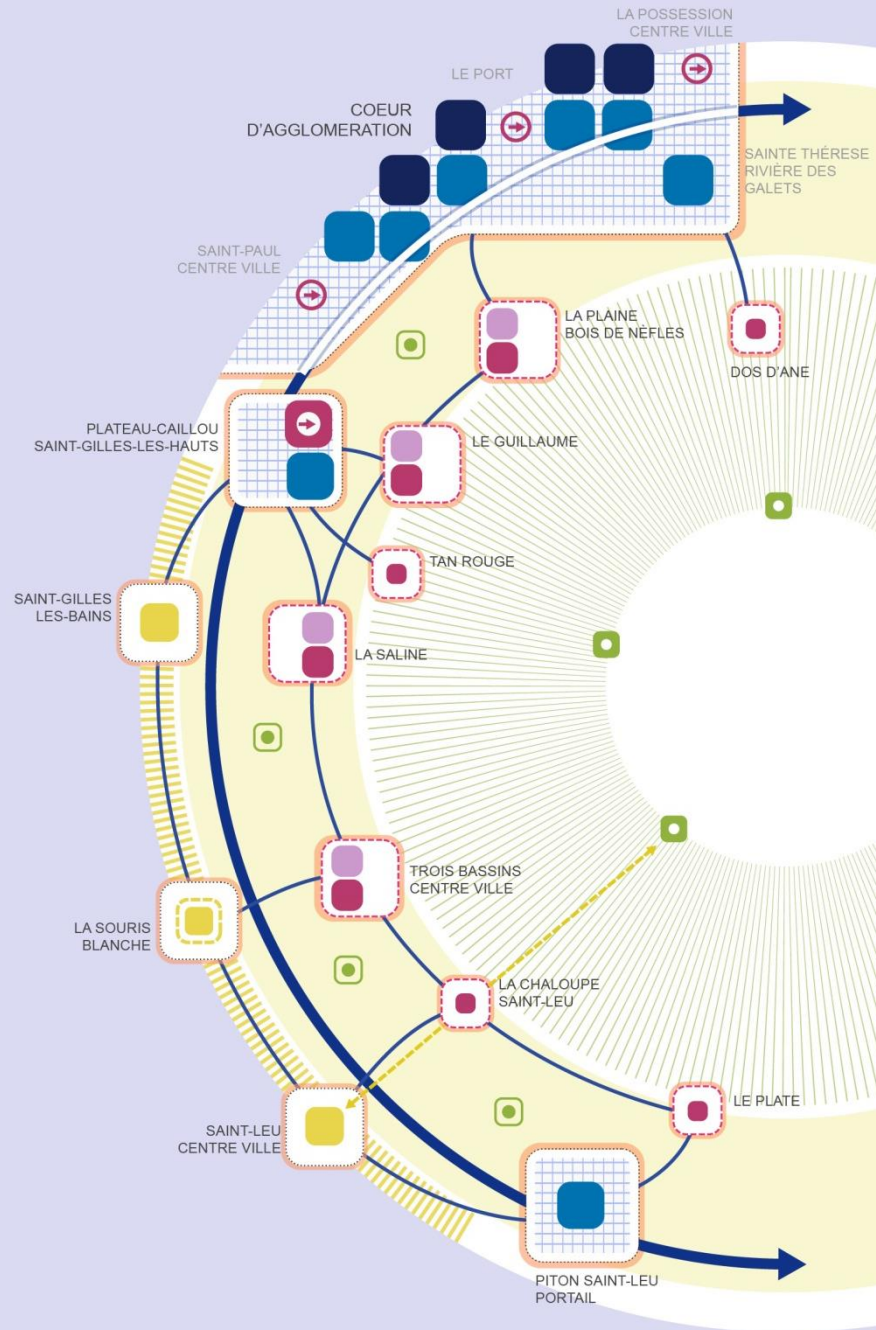 LA POSSESSION
CENTRE VILLE
LE PORT
COEUR
D'AGGLOMERATION
SAINTE THÉRESE
RIVIÈRE DES
GALETS
SAINT-PAUL
CENTRE VILLE
LA PLAINE
BOIS DE NÈFLES
DOS D'ANE
PLATEAU-CAILLOU
SAINT-GILLES-LES-HAUTS
LE GUILLAUME
TAN ROUGE
SAINT-GILLES
LES-BAINS
LA SALINE
TROIS BASSINS
CENTRE VILLE
LA SOURIS
BLANCHE
LA CHALOUPE
SAINT-LEU
LE PLATE
SAINT-LEU
CENTRE VILLE
PITON SAINT-LEU
PORTAIL